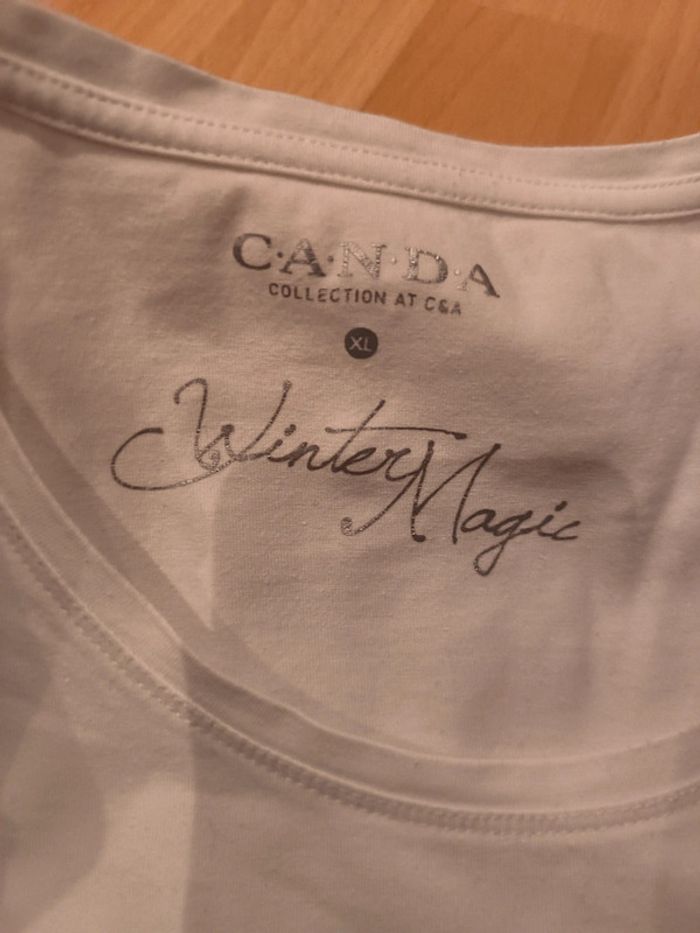 C·A·N·D·A
COLLECTION AT C&A
XL
Winter Magic